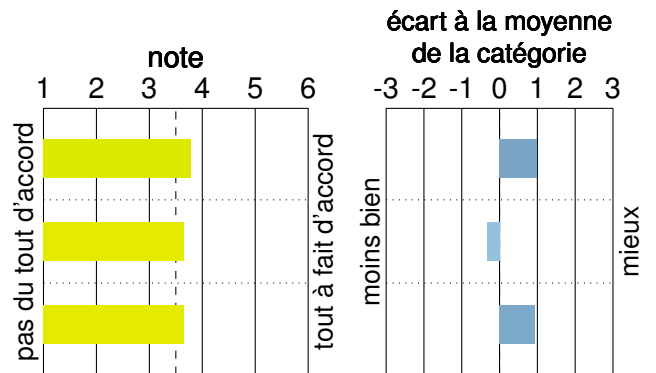 note
1 2 3 4 5 6
pas du tout d'accord
tout à fait d'accord
écart à la moyenne
de la catégorie
-3 -2 -1 0 1 2 3
moins bien
mieux